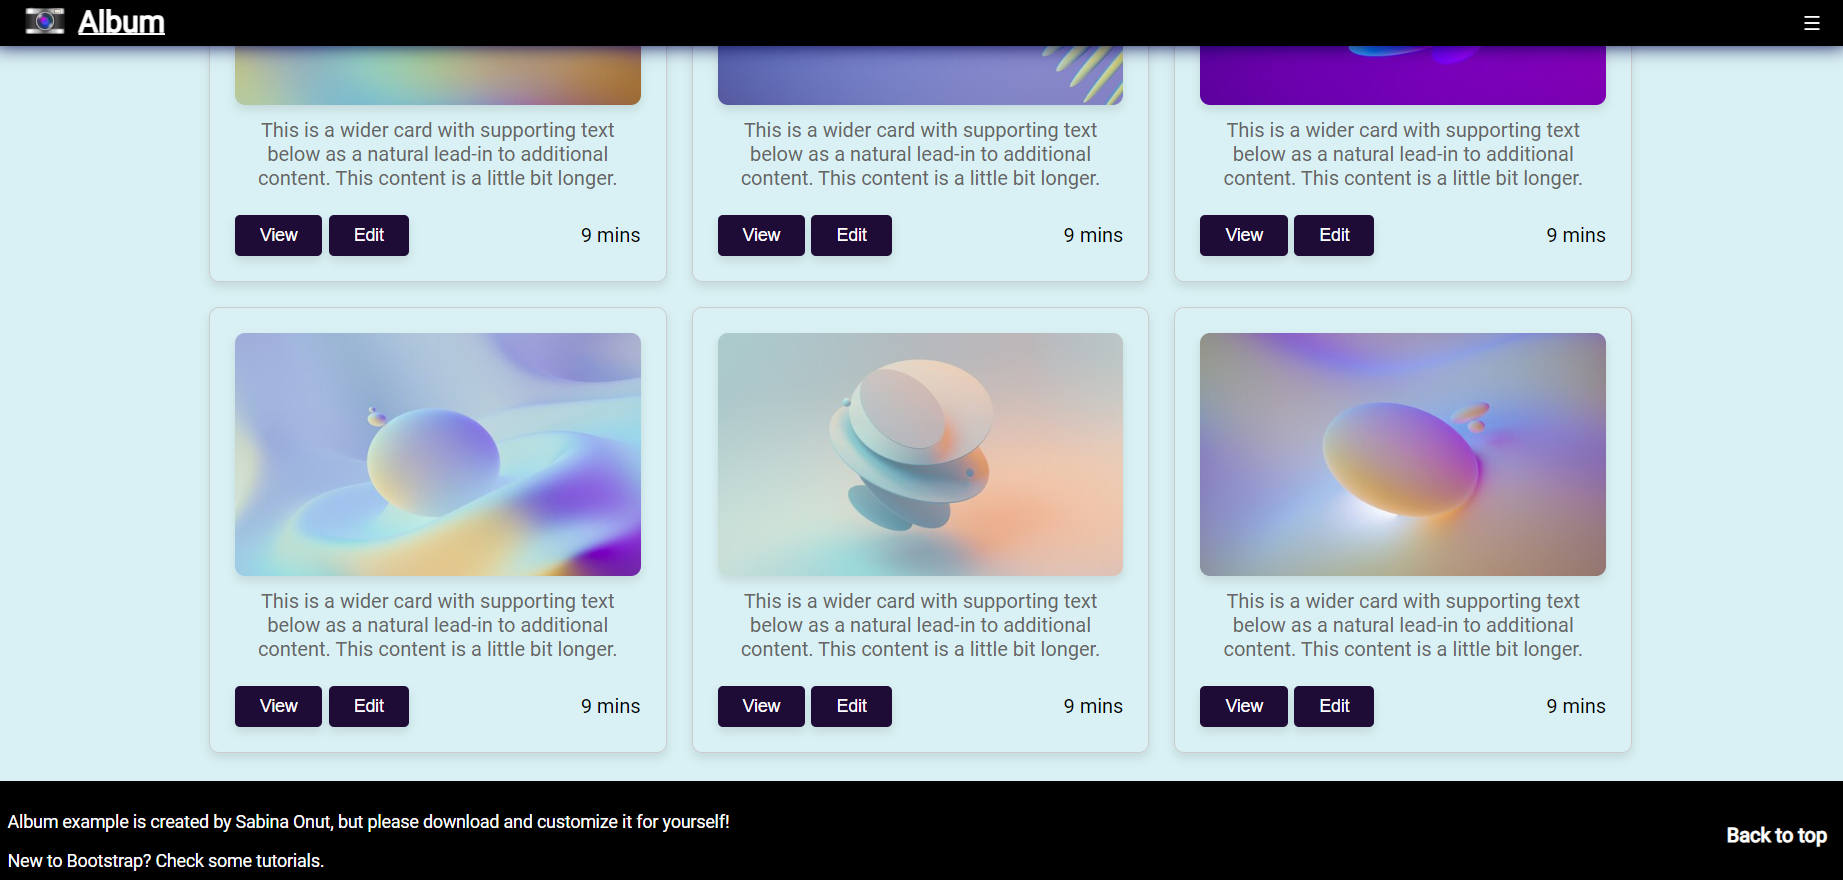 Album
☰
This is a wider card with supporting text
below as a natural lead-in to additional
content. This content is a little bit longer.
View Edit 9 mins
This is a wider card with supporting text
below as a natural lead-in to additional
content. This content is a little bit longer.
View Edit 9 mins
This is a wider card with supporting text
below as a natural lead-in to additional
content. This content is a little bit longer.
View Edit 9 mins
This is a wider card with supporting text
below as a natural lead-in to additional
content. This content is a little bit longer.
View Edit 9 mins
This is a wider card with supporting text
below as a natural lead-in to additional
content. This content is a little bit longer.
View Edit 9 mins
This is a wider card with supporting text
below as a natural lead-in to additional
content. This content is a little bit longer.
View Edit 9 mins
Album example is created by Sabina Onut, but please download and customize it for yourself!
New to Bootstrap? Check some tutorials.
Back to top